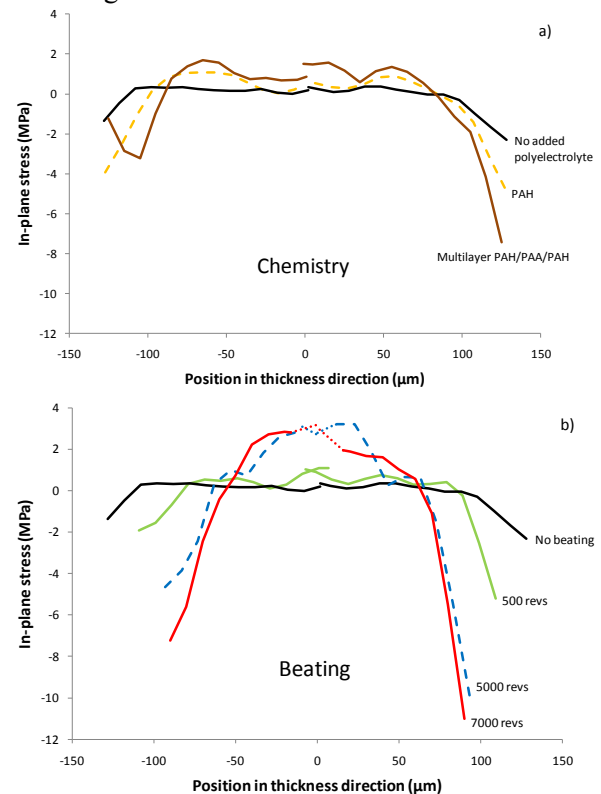 a)
4
2
0
-2
-4
-6
-8
-10
-12
In-plane stress (MPa)
No added
polyelectrolyte
PAH
Multilayer PAH/PAA/PAH
Chemistry
-150 -100 -50 0 50 100 150
Position in thickness direction (μm)
b)
4
2
0
-2
-4
-6
-8
-10
-12
In-plane stress (MPa)
No beating
500 revs
5000 revs
7000 revs
Beating
-150 -100 -50 0 50 100 150
Position in thickness direction (μm)